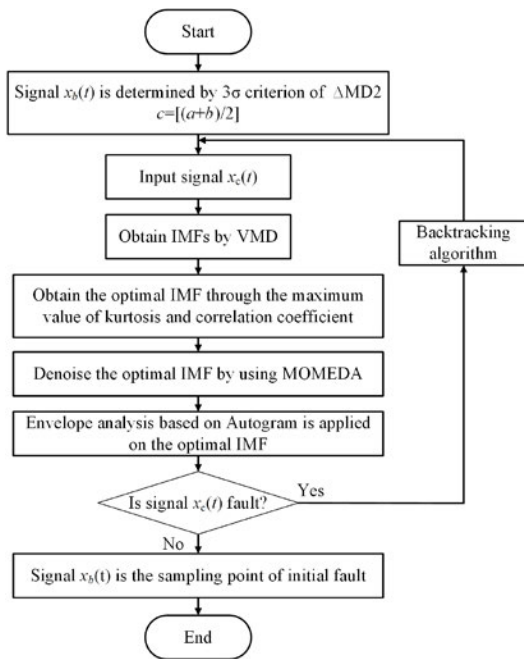 Start
Signal x_b(t) is determined by 3σ criterion of ΔMD2
c=[(a+b)/2]
Input signal x_c(t)
Obtain IMFs by VMD
Backtracking
algorithm
Obtain the optimal IMF through the maximum
value of kurtosis and correlation coefficient
Denoise the optimal IMF by using MOMEDA
Envelope analysis based on Autogram is applied
on the optimal IMF
Is signal x_c(t) fault?
Yes
No
Signal x_b(t) is the sampling point of initial fault
End